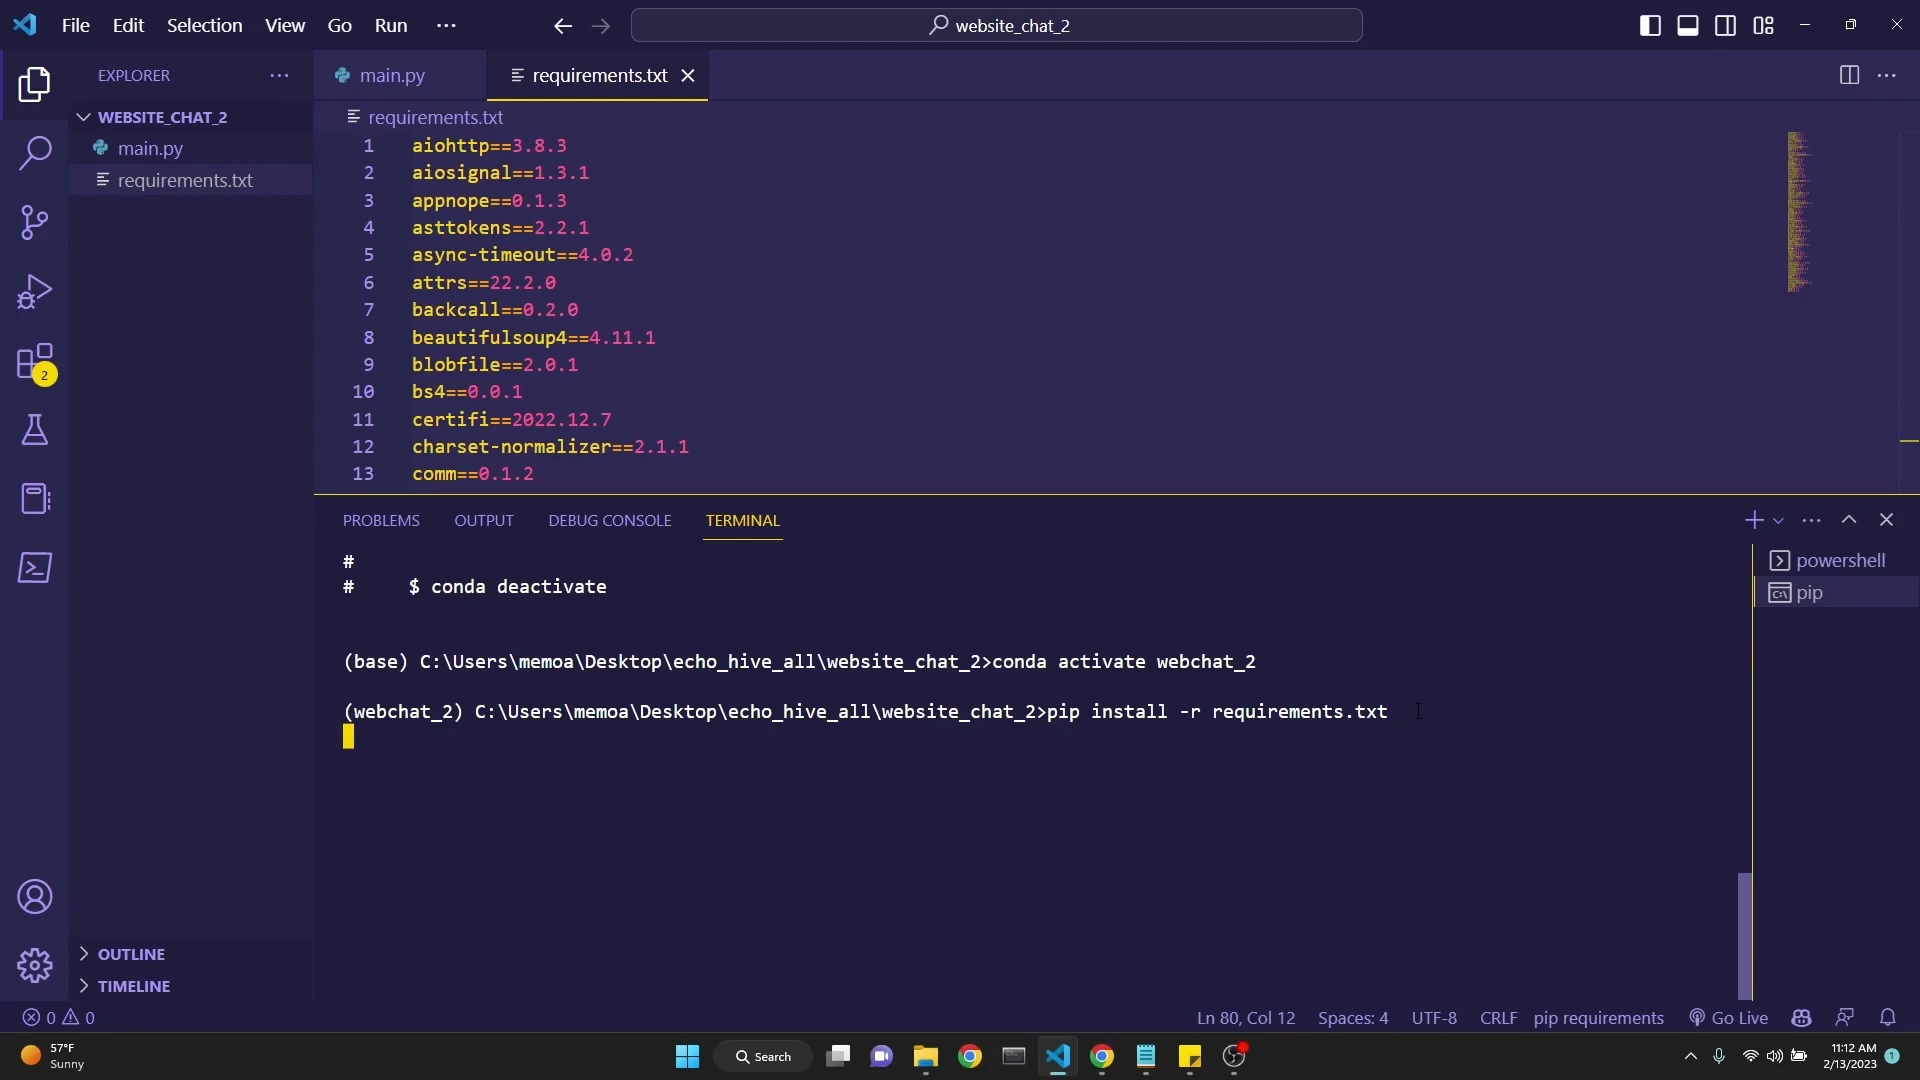 File Edit Selection View Go Run ···
website_chat_2
EXPLORER ···
main.py
requirements.txt
WEBSITE_CHAT_2
main.py
requirements.txt
requirements.txt
1 aiohttp==3.8.3
2 aiosignal==1.3.1
3 appnope==0.1.3
4 asttokens==2.2.1
5 async-timeout==4.0.2
6 attrs==22.2.0
7 backcall==0.2.0
8 beautifulsoup4==4.11.1
9 blobfile==2.0.1
10 bs4==0.0.1
11 certifi==2022.12.7
12 charset-normalizer==2.1.1
13 comm==0.1.2
2
PROBLEMS OUTPUT DEBUG CONSOLE TERMINAL
#
#     $ conda deactivate
(base) C:\Users\memoa\Desktop\echo_hive_all\website_chat_2>conda activate webchat_2
(webchat_2) C:\Users\memoa\Desktop\echo_hive_all\website_chat_2>pip install -r requirements.txt
powershell
pip
OUTLINE
TIMELINE
0 0
Ln 80, Col 12 Spaces: 4 UTF-8 CRLF pip requirements Go Live
57°F
Sunny
Search
11:12 AM
2/13/2023
1